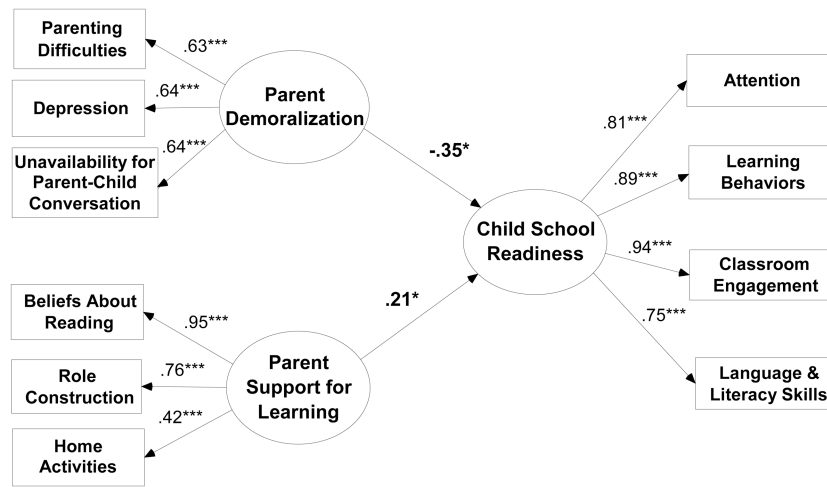 Parenting
Difficulties
.63***
Depression
.64***
Unavailability for
Parent-Child
Conversation
.64***
Parent
Demoralization
-.35*
Beliefs About
Reading
.95***
Role
Construction
.76***
Home
Activities
.42***
Parent
Support for
Learning
.21*
Child School
Readiness
.81***
Attention
.89***
Learning
Behaviors
.94***
Classroom
Engagement
.75***
Language &
Literacy Skills